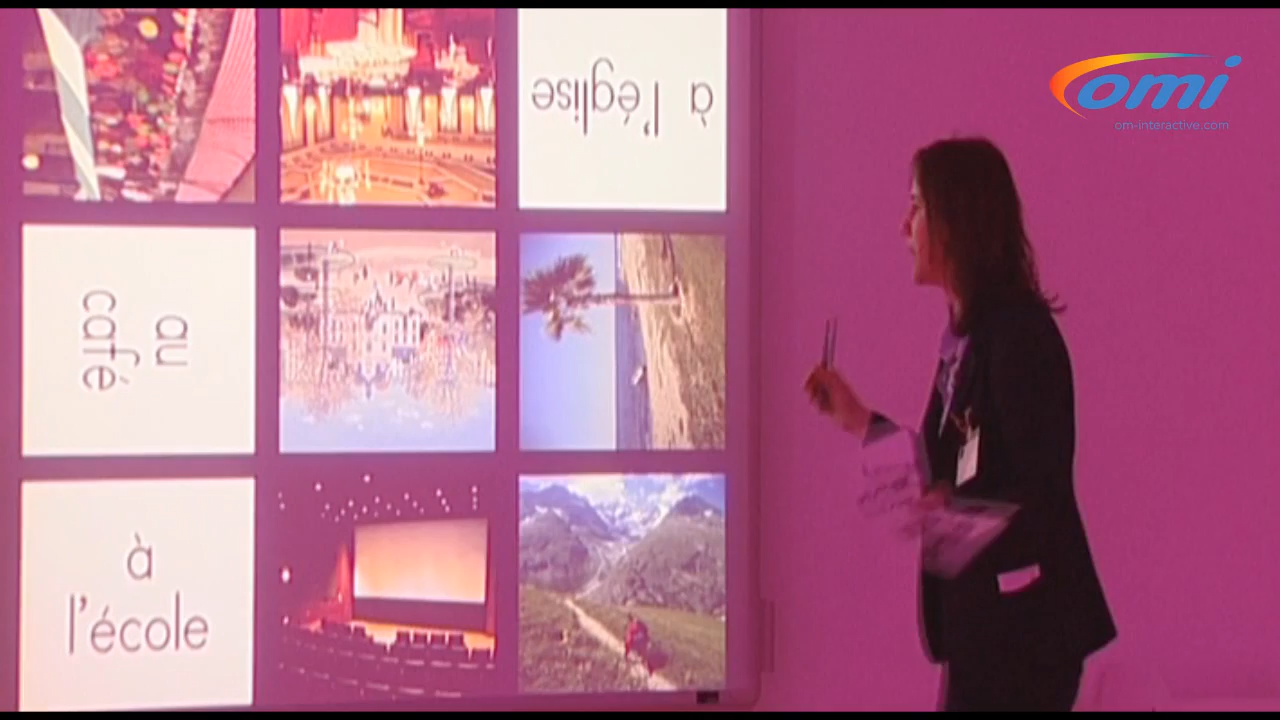 à l'église
omi
om-interactive.com
au
café
à
l'école